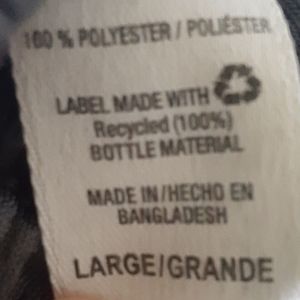 100 % POLYESTER / POLIÉSTER
LABEL MADE WITH
Recycled (100%)
BOTTLE MATERIAL
MADE IN/HECHO EN
BANGLADESH
LARGE/GRANDE